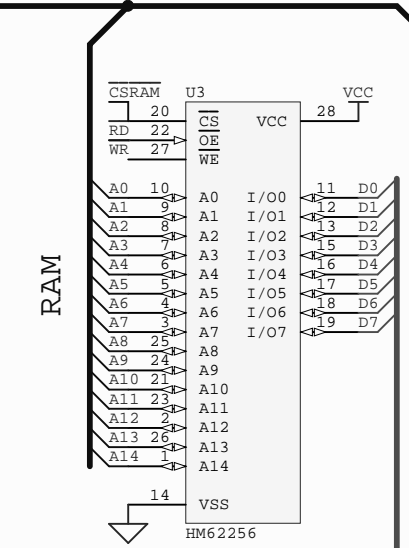 CSRAM U3 VCC
20 CS VCC 28
RD 22 OE
WR 27 WE
A0 10 A0 I/O0 11 D0
A1 9 A1 I/O1 12 D1
A2 8 A2 I/O2 13 D2
A3 7 A3 I/O3 15 D3
A4 6 A4 I/O4 16 D4
A5 5 A5 I/O5 17 D5
A6 4 A6 I/O6 18 D6
A7 3 A7 I/O7 19 D7
A8 25 A8
A9 24 A9
A10 21 A10
A11 23 A11
A12 2 A12
A13 26 A13
A14 1 A14
14 VSS
HM62256
RAM